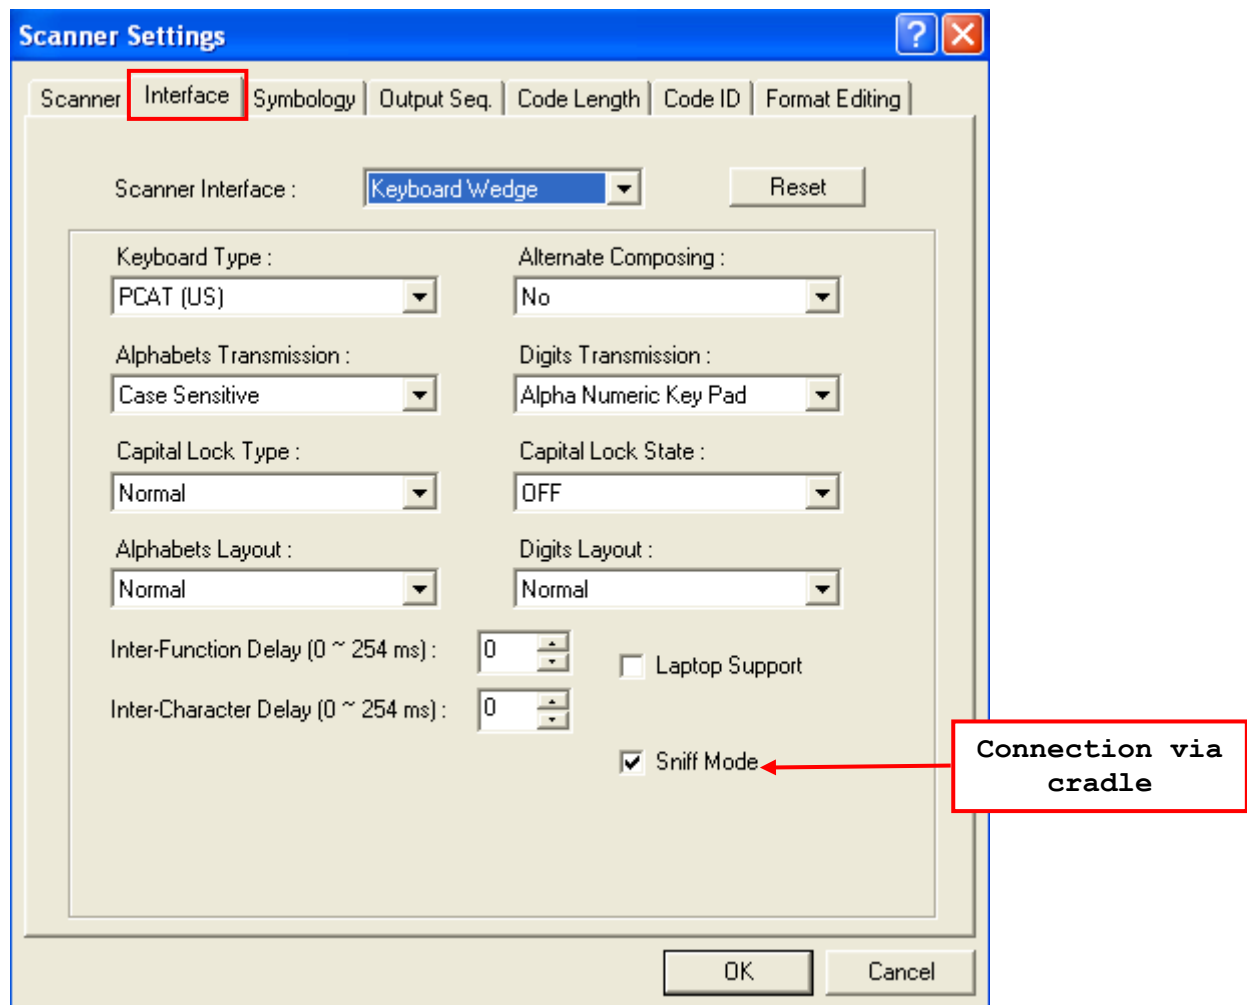 Scanner Settings
Scanner Interface Symbology Output Seq. Code Length Code ID Format Editing
Scanner Interface : Keyboard Wedge Reset
Keyboard Type : Alternate Composing :
PCAT (US) No
Alphabets Transmission : Digits Transmission :
Case Sensitive Alpha Numeric Key Pad
Capital Lock Type : Capital Lock State :
Normal OFF
Alphabets Layout : Digits Layout :
Normal Normal
Inter-Function Delay (0 ~ 254 ms) : 0 Laptop Support
Inter-Character Delay (0 ~ 254 ms) : 0
Sniff Mode
Connection via
cradle
OK Cancel